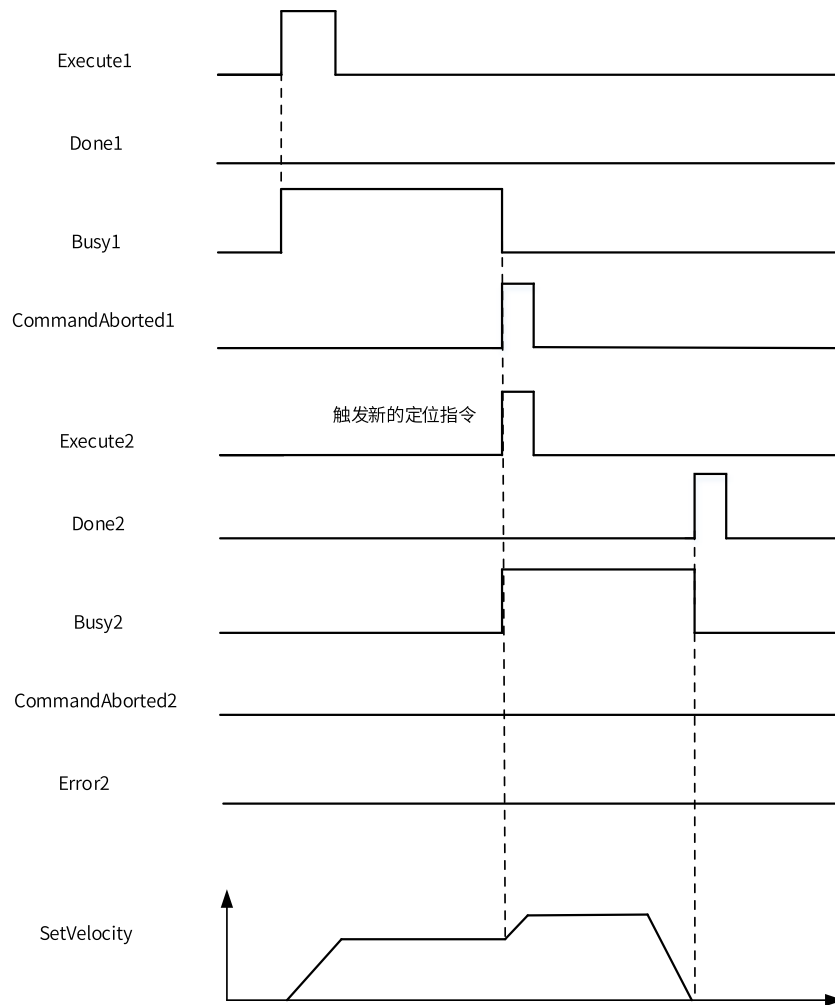 Execute1
Done1
Busy1
CommandAborted1
触发新的定位指令
Execute2
Done2
Busy2
CommandAborted2
Error2
SetVelocity